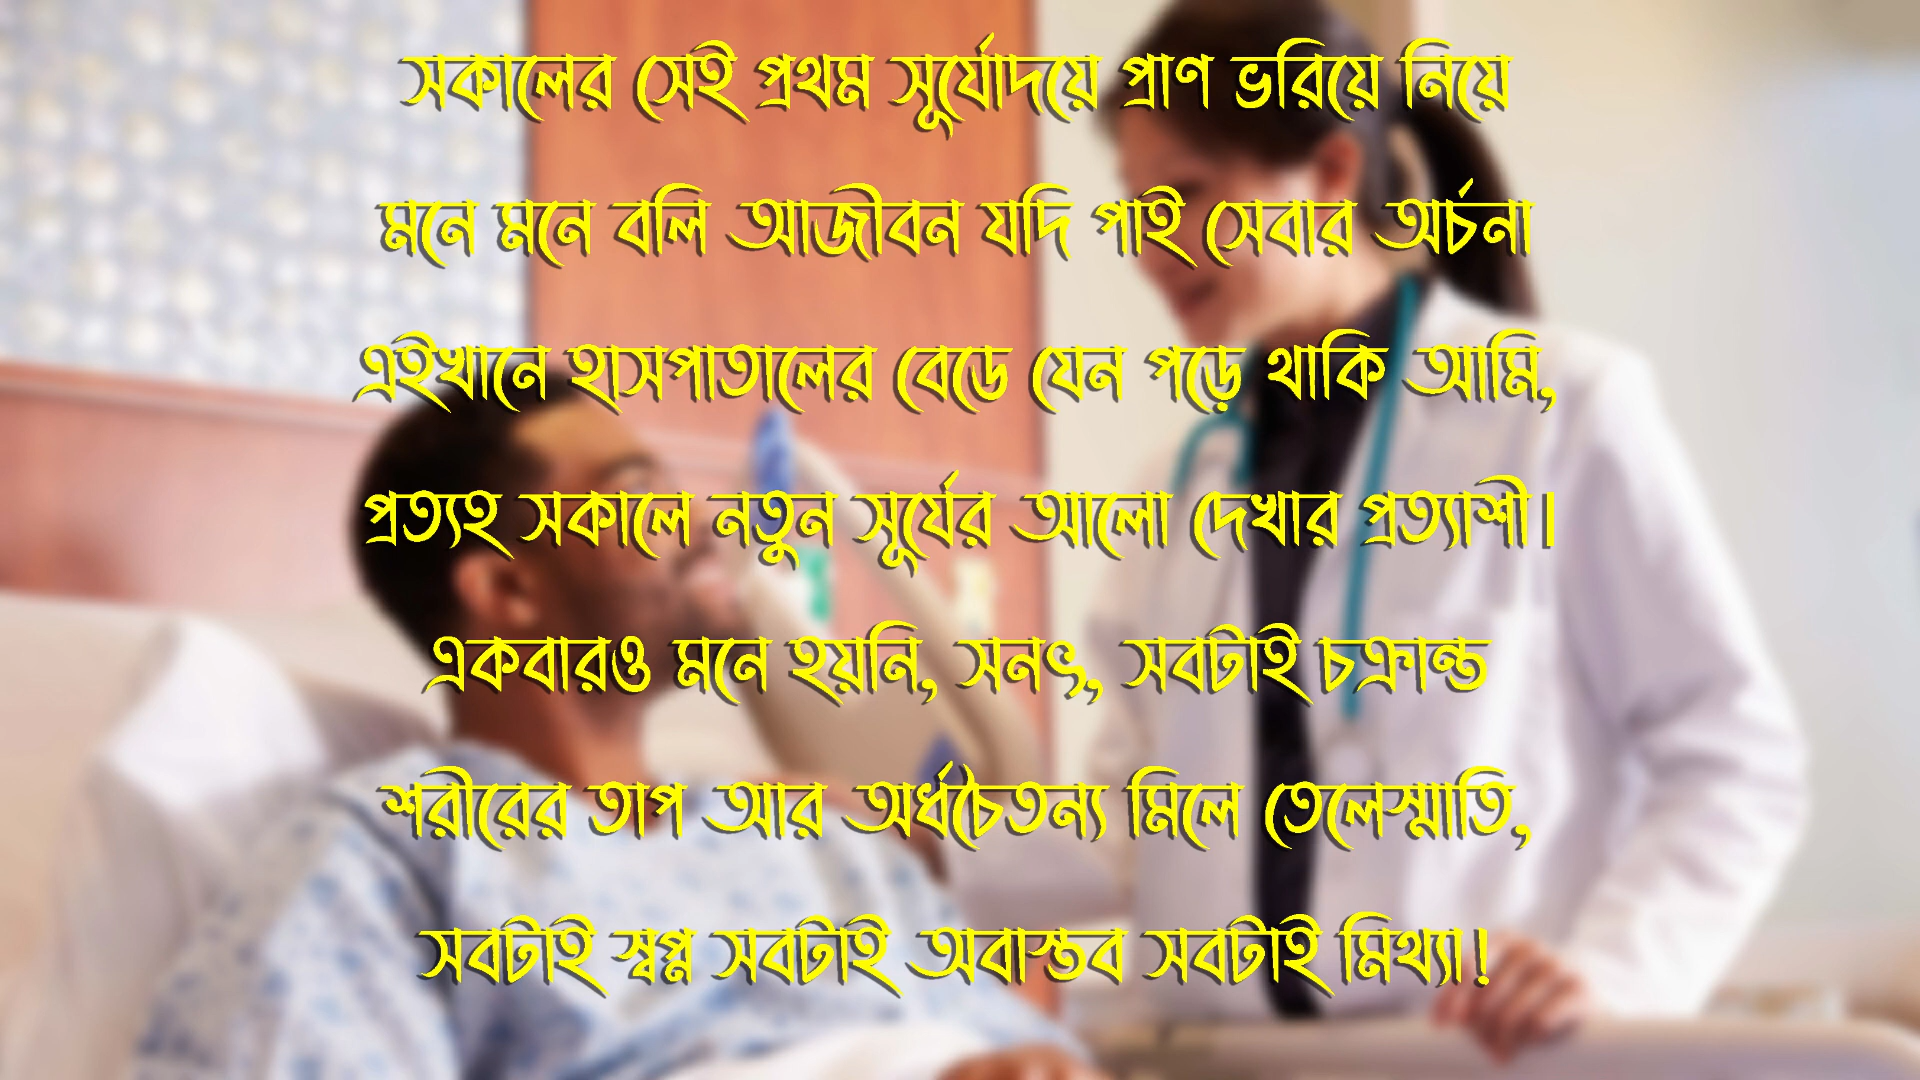 সকালের সেই প্রথম সূর্যোদয়ে প্রাণ ভরিয়ে নিয়ে
মনে মনে বলি আজীবন যদি পাই সেবার অর্চনা
এইখানে হাসপাতালের বেডে যেন পড়ে থাকি আমি,
প্রত্যহ সকালে নতুন সূর্যের আলো দেখার প্রত্যাশী।
একবারও মনে হয়নি, সনৎ, সবটাই চক্রান্ত
শরীরের তাপ আর অর্ধচৈতন্য মিলে তেলেস্মাতি,
সবটাই স্বপ্ন সবটাই অবাস্তব সবটাই মিথ্যা!